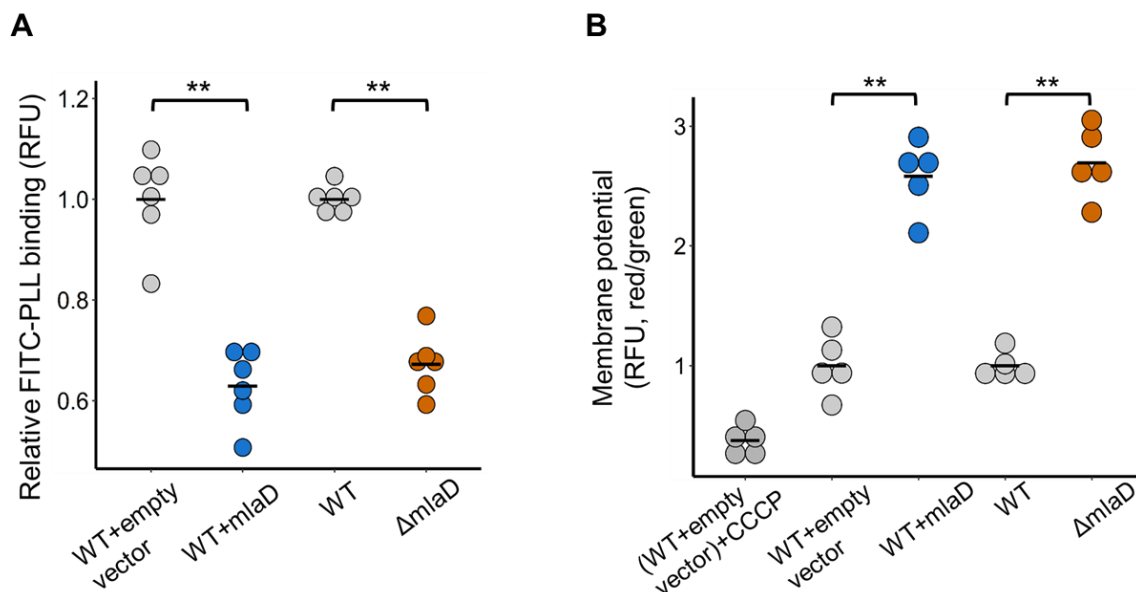 A
Relative FITC-PLL binding (RFU)
1.2
1.0
0.8
0.6
**
**
WT+empty
vector
WT+mlaD
WT
ΔmlaD
B
Membrane potential
(RFU, red/green)
3
2
1
**
**
(WT+empty
vector)+CCCP
WT+empty
vector
WT+mlaD
WT
ΔmlaD